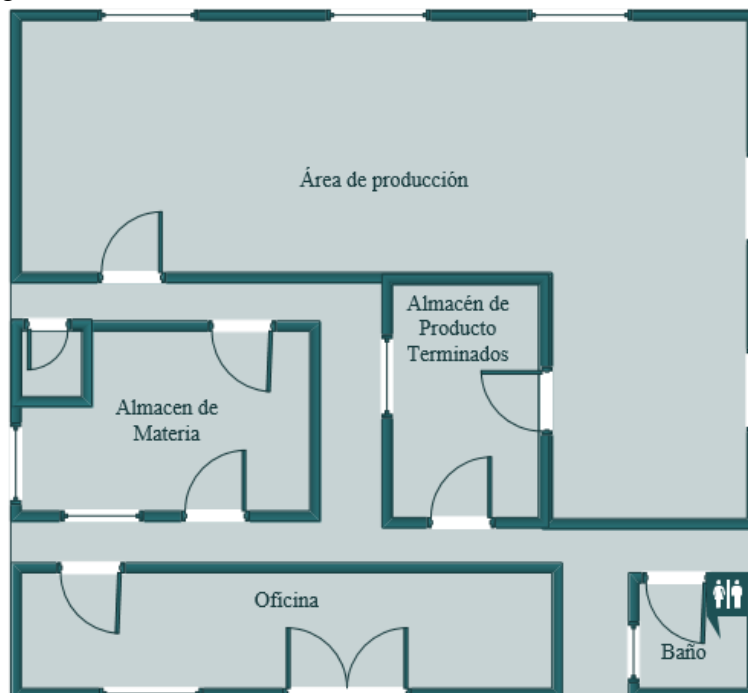 Área de producción
Almacén de
Producto
Terminados
Almacen de
Materia
Oficina
Baño